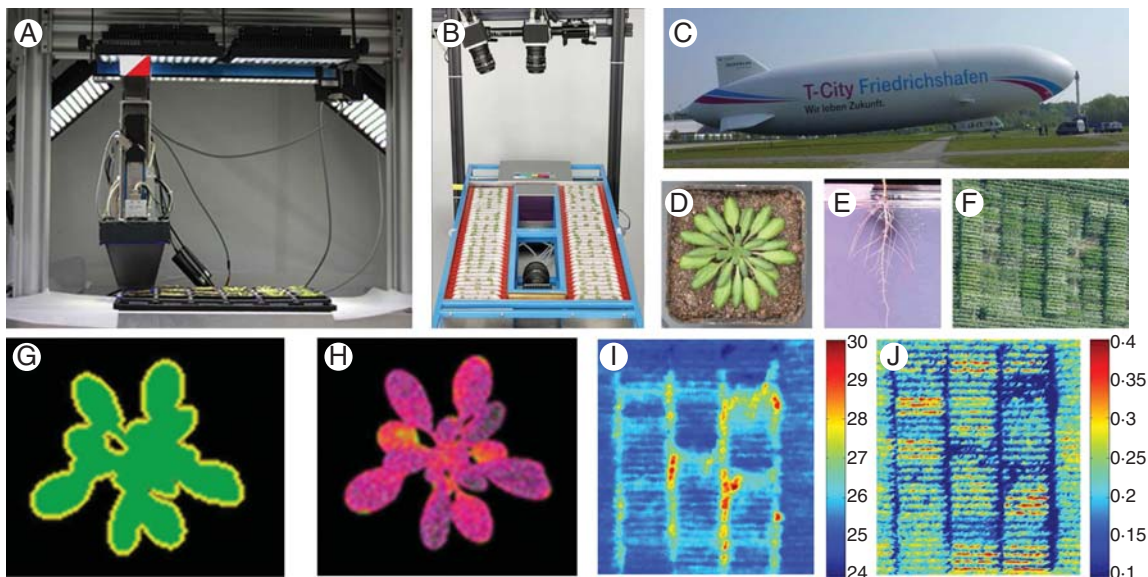 A
B
C
T-City Friedrichshafen
Wir leben Zukunft.
D
E
F
G
H
I
30
29
28
27
26
25
24
J
0·4
0·35
0·3
0·25
0·2
0·15
0·1